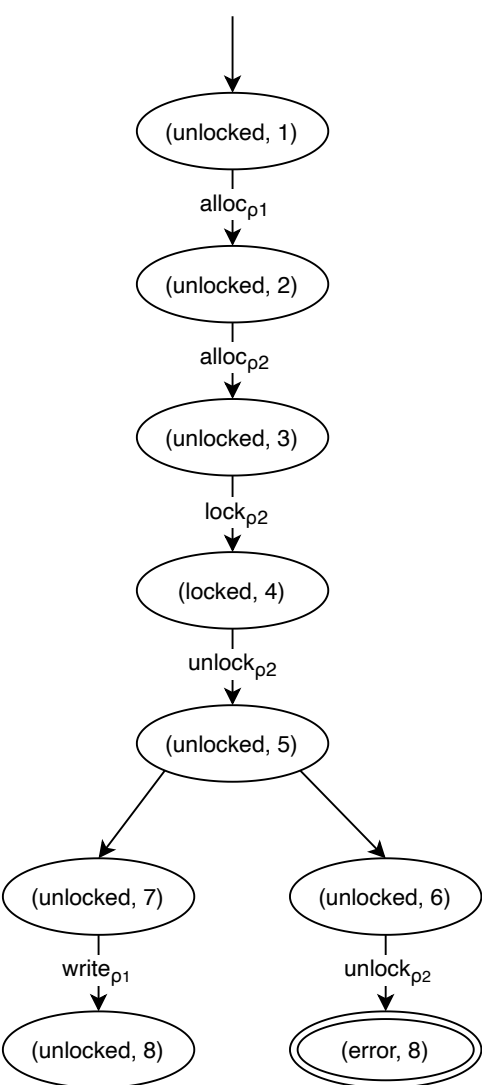 (unlocked, 1)
allocρ1
(unlocked, 2)
allocρ2
(unlocked, 3)
lockρ2
(locked, 4)
unlockρ2
(unlocked, 5)
(unlocked, 7)
(unlocked, 6)
writeρ1
unlockρ2
(unlocked, 8)
(error, 8)